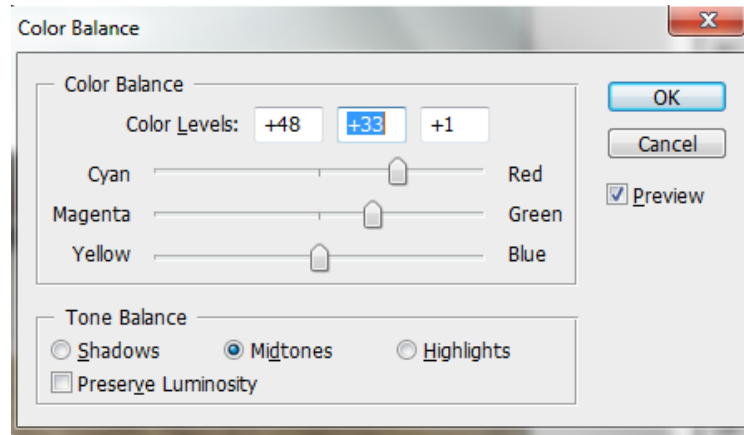 Color Balance
Color Balance
Color Levels: +48 +33 +1
OK
Cancel
Preview
Cyan Red
Magenta Green
Yellow Blue
Tone Balance
Shadows Midtones Highlights
Preserve Luminosity